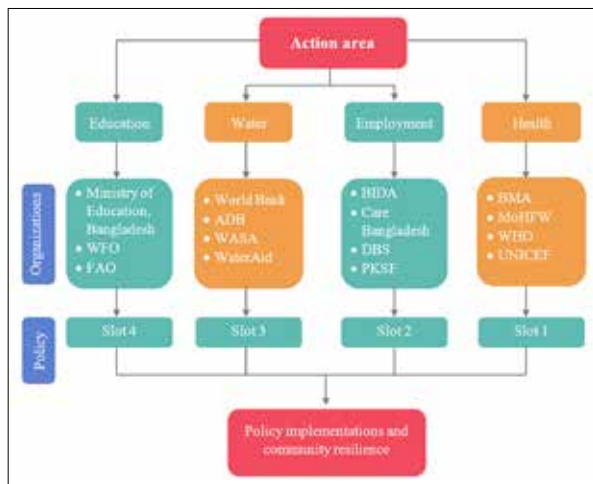 Action area
Education
Water
Employment
Health
Organizations
• Ministry of
Education,
Bangladesh
• WFO
• FAO
• World Bank
• ADB
• WASA
• WaterAid
• BIDA
• Care
Bangladesh
• DBS
• PKSF
• BMA
• MoHFW
• WHO
• UNICEF
Policy
Slot 4
Slot 3
Slot 2
Slot 1
Policy implementations and
community resilience